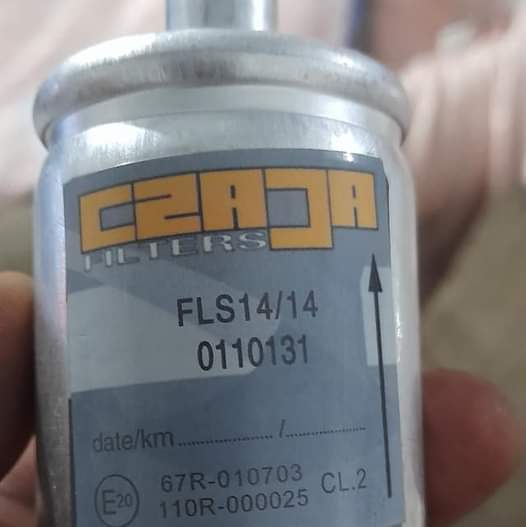 CZAJA
FILTERS
FLS14/14
0110131
date/km ........................ /.....................
67R-010703
110R-000025 CL.2
E20